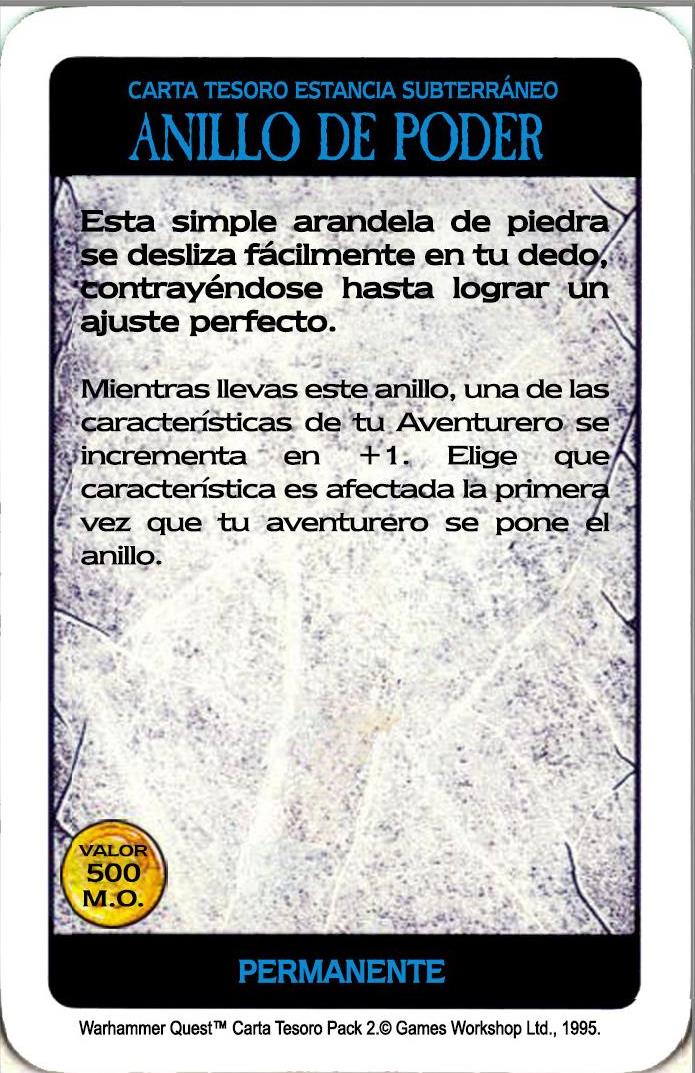 CARTA TESORO ESTANCIA SUBTERRÁNEO
ANILLO DE PODER
Esta simple arandela de piedra
se desliza fácilmente en tu dedo,
contrayéndose hasta lograr un
ajuste perfecto.
Mientras llevas este anillo, una de las
características de tu Aventurero se
incrementa en +1. Elige que
característica es afectada la primera
vez que tu aventurero se pone el
anillo.
VALOR
500
M.O.
PERMANENTE
Warhammer Quest™ Carta Tesoro Pack 2.© Games Workshop Ltd., 1995.